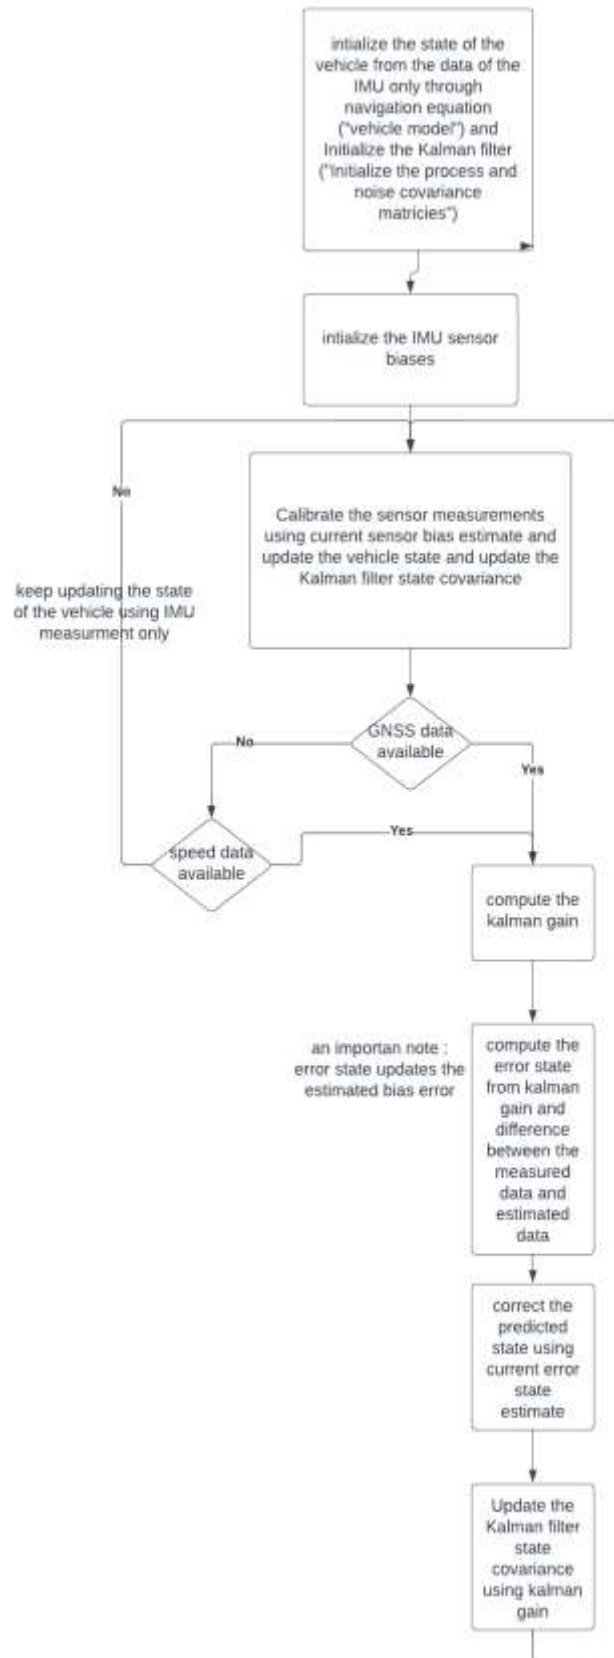 intialize the state of the
vehicle from the data of the
IMU only through
navigation equation
("vehicle model") and
Initialize the Kalman filter
("Initialize the process and
noise covariance
matricies")
intialize the IMU sensor
biases
No
Calibrate the sensor measurements
using current sensor bias estimate and
update the vehicle state and update the
Kalman filter state covariance
keep updating the state
of the vehicle using IMU
measurment only
GNSS data
available
No
Yes
speed data
available
Yes
compute the
kalman gain
an importan note :
error state updates the
estimated bias error
compute the
error state
from kalman
gain and
difference
between the
measured
data and
estimated
data
correct the
predicted
state using
current error
state
estimate
Update the
Kalman filter
state
covariance
using kalman
gain